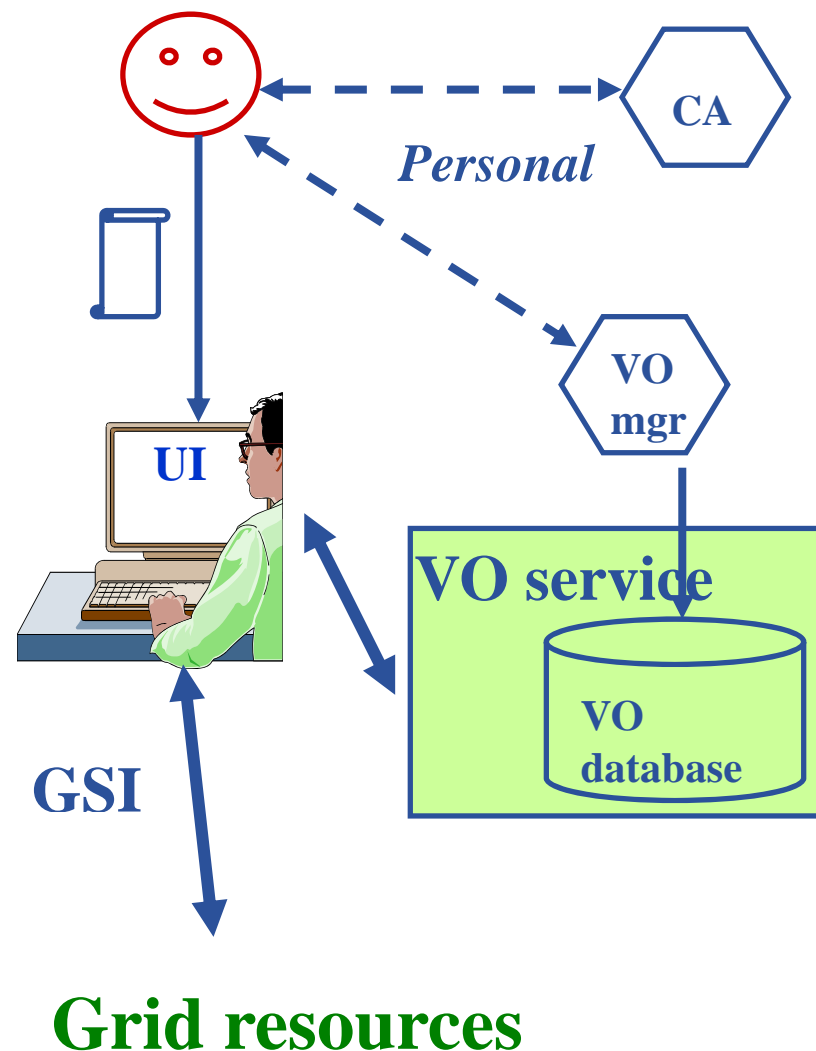 CA
Personal
VO
mgr
UI
VO service
VO
database
GSI
Grid resources